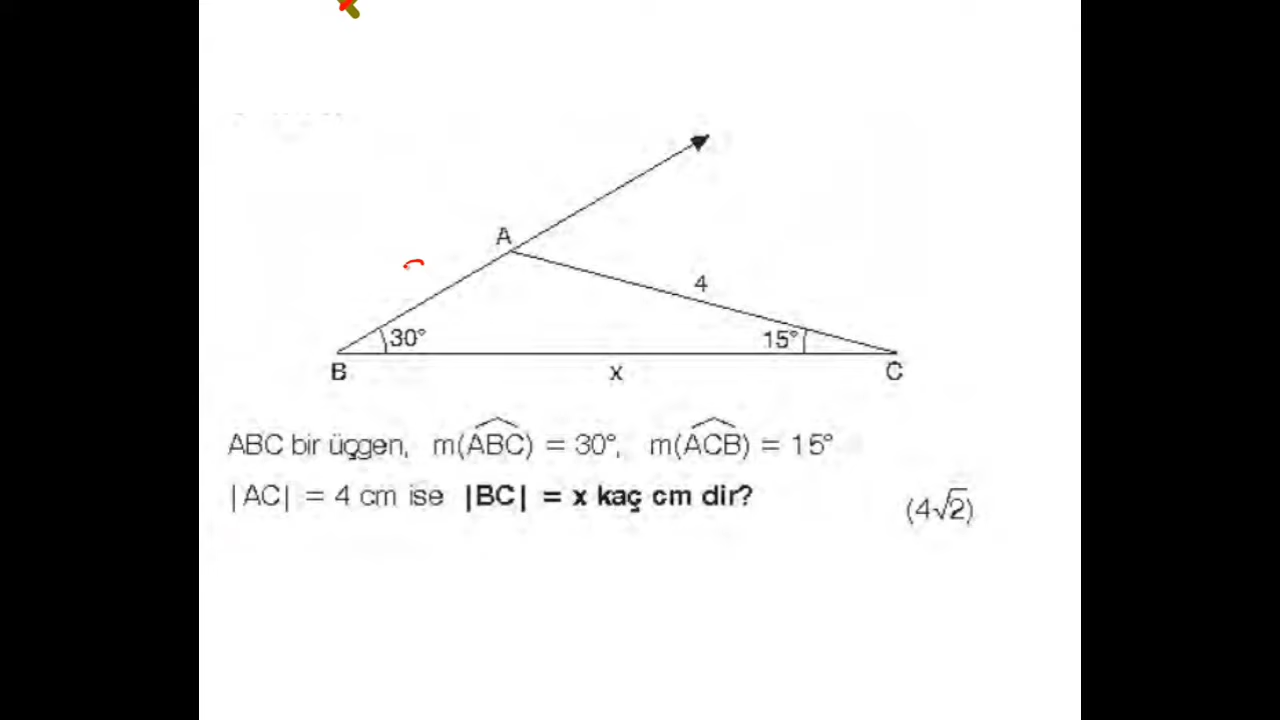 A
4
30°
15°
B
x
C
ABC bir üçgen, m(ABC) = 30°, m(ACB) = 15°
|AC| = 4 cm ise |BC| = x kaç cm dir?
(4√2)